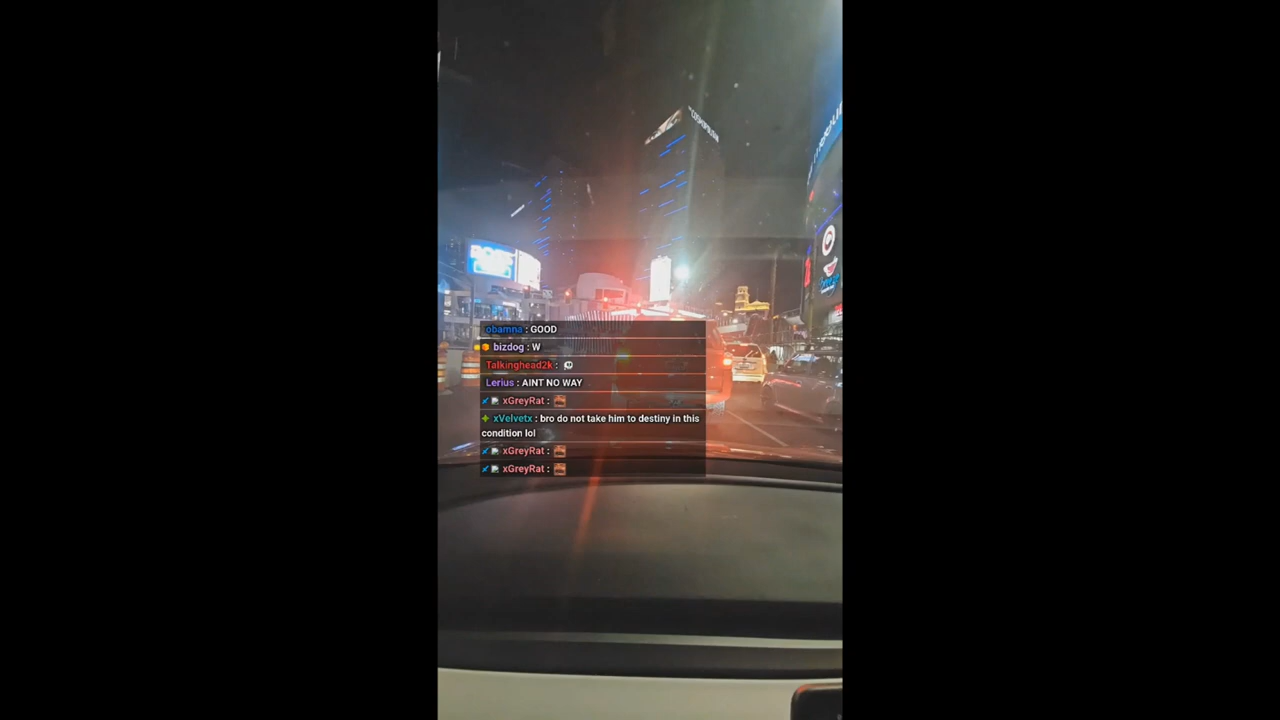 COSMOPOLITAN
obamna : GOOD
bizdog : W
Talkinghead2k :
Lerius : AINT NO WAY
xGreyRat :
xVelvetx : bro do not take him to destiny in this
condition lol
xGreyRat :
xGreyRat :